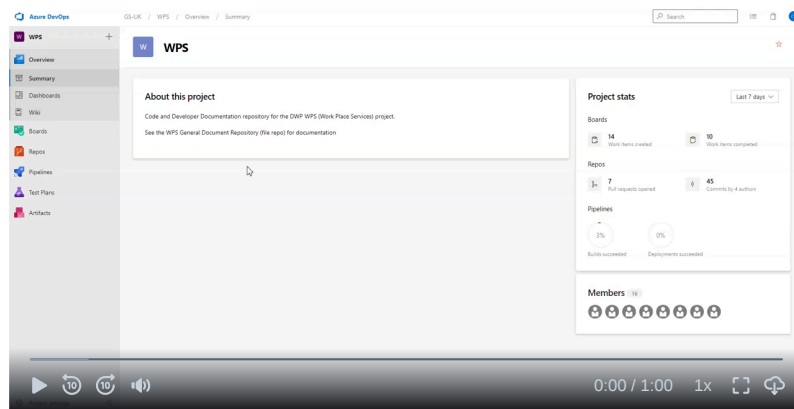 Azure DevOps
GS-UK / WPS / Overview / Summary
Search
W WPS +
Overview
Summary
Dashboards
Wiki
Boards
Repos
Pipelines
Test Plans
Artifacts
W WPS
About this project
Code and Developer Documentation repository for the DWP WPS (Work Place Services) project.
See the WPS General Document Repository (file repo) for documentation
Project stats
Last 7 days
Boards
14
Work items created
10
Work items completed
Repos
7
Pull requests opened
45
Commits by 4 authors
Pipelines
3%
Builds succeeded
0%
Deployments succeeded
Members 16
10
10
0:00 / 1:00
1x
Project settings